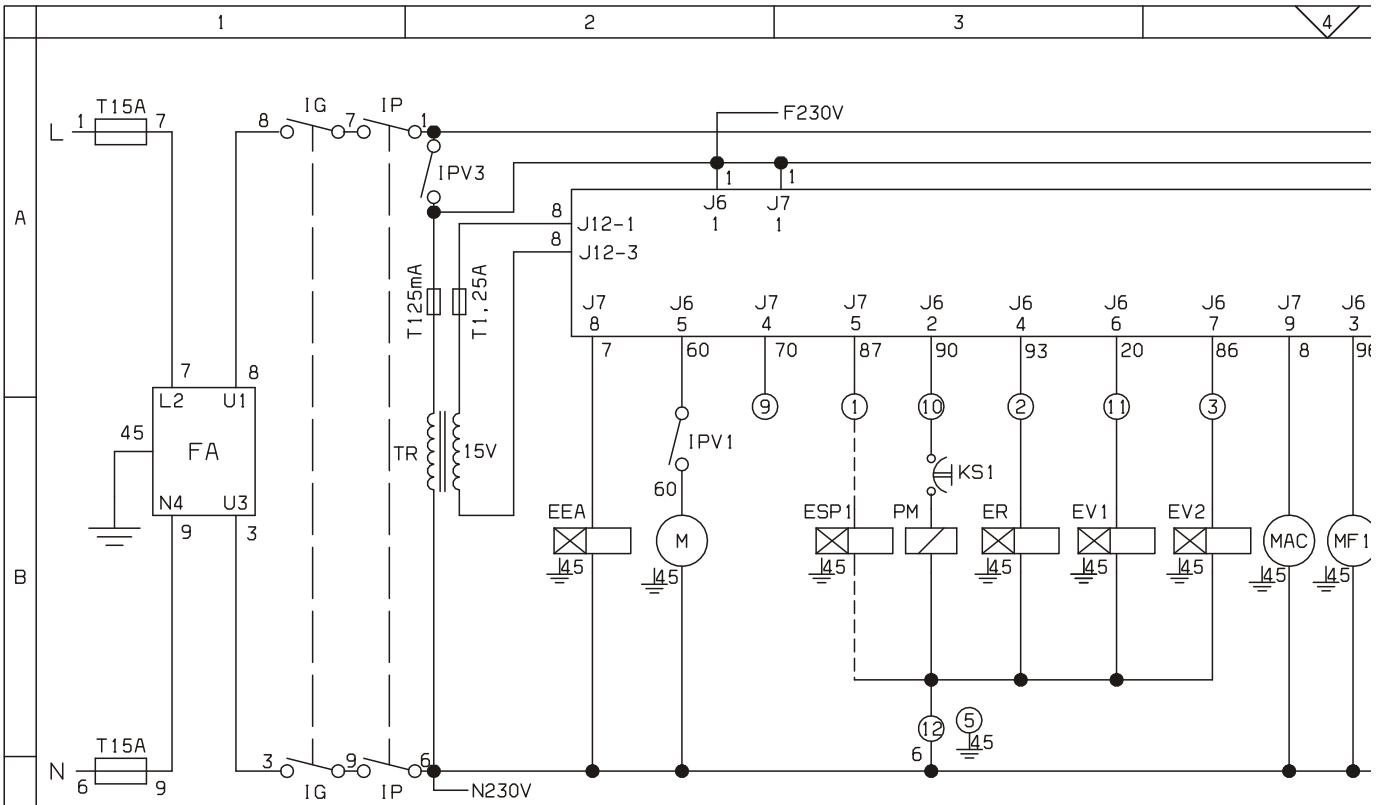 1 2 3 4
T15A IG IP F230V
L 1 7 8 7 1
IPV3
1 1
A
J6 J7
8 J12-1 1 1
8 J12-3
T125mA T1,25A
J7 J6 J7 J7 J6 J6 J6 J6 J7 J6
8 5 4 5 2 4 6 7 9 3
7 60 70 87 90 93 20 86 8
7 8
L2 U1
9 1 10 2 11 3
45 FA TR 15V IPV1
KS1
60
N4 U3
9 3
EEA ESP1 PM ER EV1 EV2
M MAC MF1
45 45 45 45 45 45 45 45
B
12 5
45
T15A 3 9 6 6
N
6 9 IG IP N230V